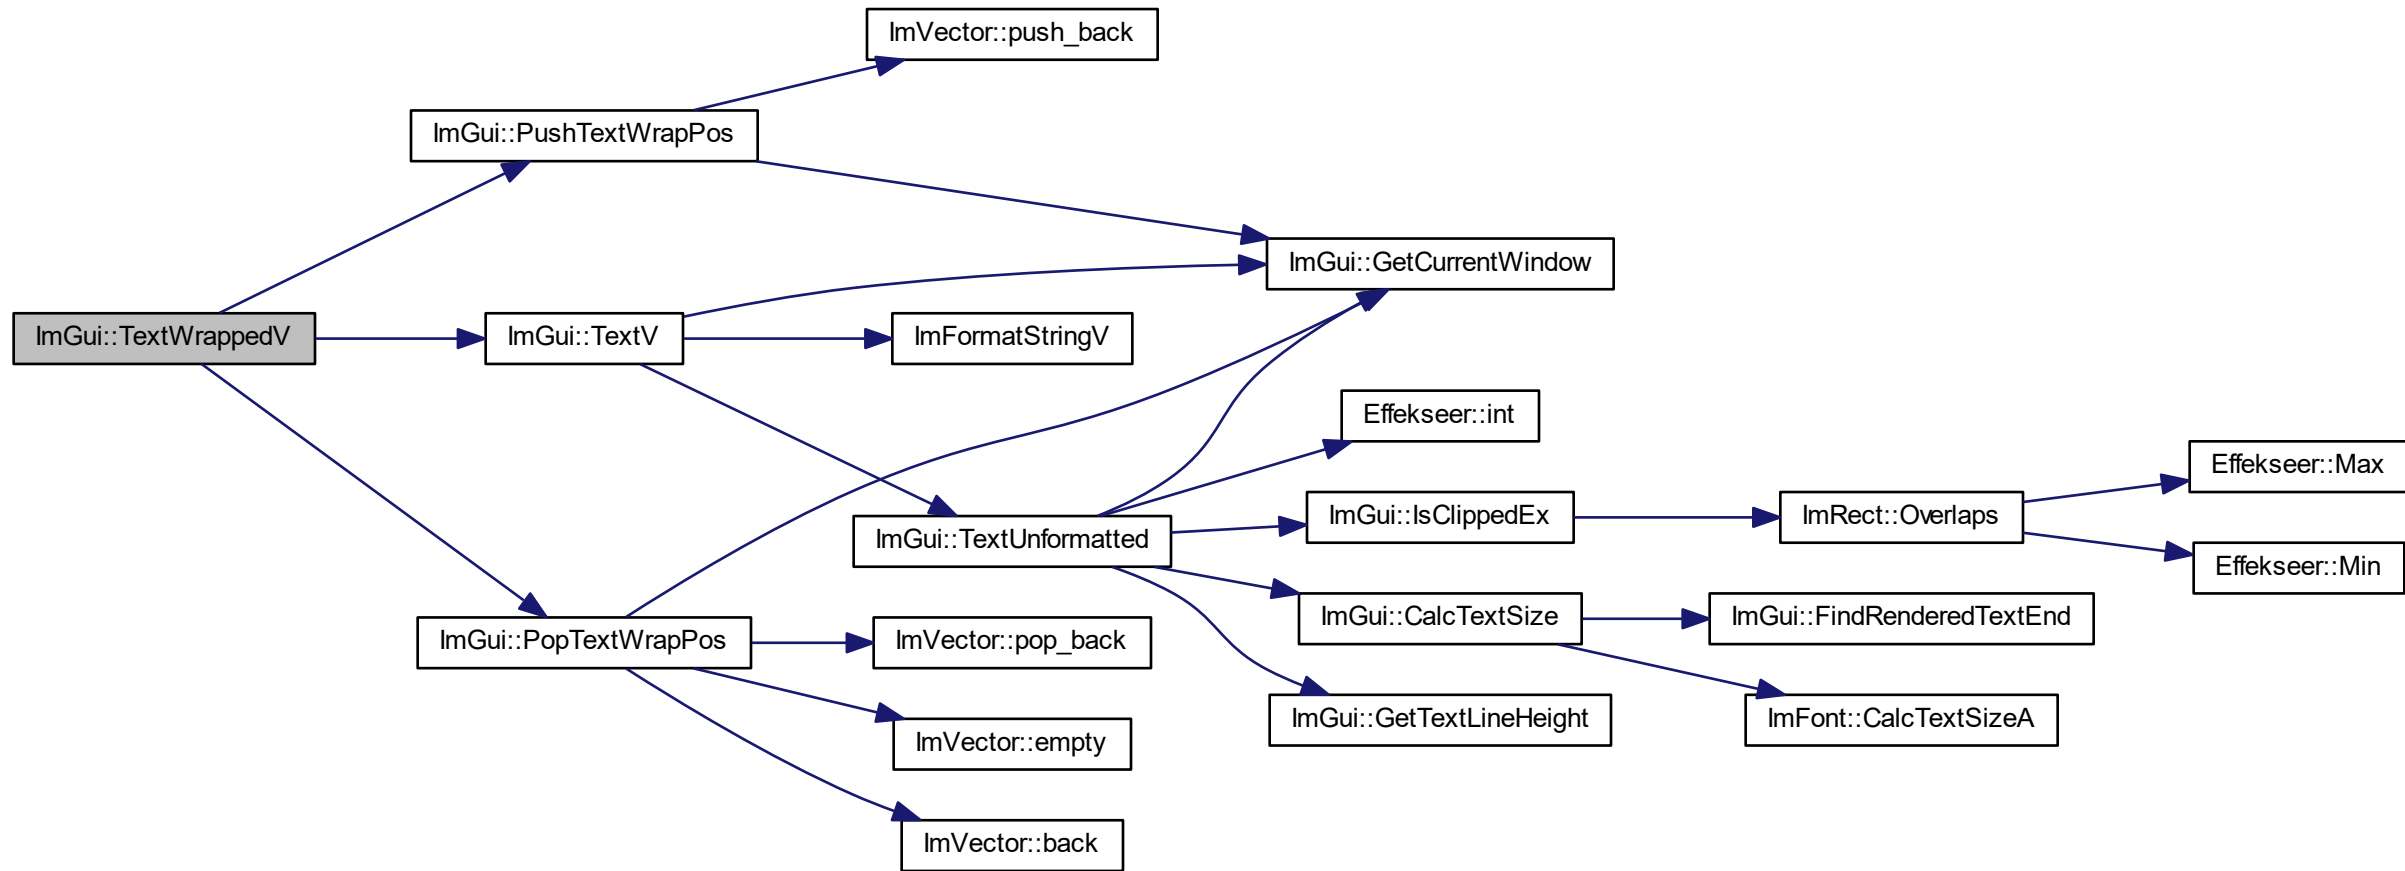 ImVector::push_back
ImGui::PushTextWrapPos
ImGui::GetCurrentWindow
ImGui::TextWrappedV
ImGui::TextV
ImFormatStringV
Effekseer::int
Effekseer::Max
ImGui::TextUnformatted
ImGui::IsClippedEx
ImRect::Overlaps
Effekseer::Min
ImGui::CalcTextSize
ImGui::FindRenderedTextEnd
ImGui::PopTextWrapPos
ImVector::pop_back
ImGui::GetTextLineHeight
ImFont::CalcTextSizeA
ImVector::empty
ImVector::back